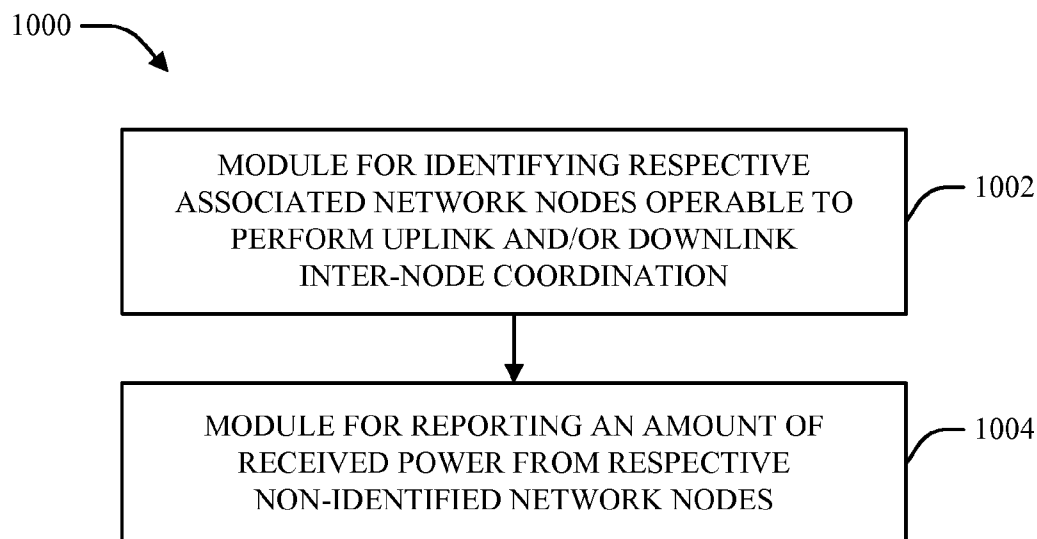 1000
MODULE FOR IDENTIFYING RESPECTIVE
ASSOCIATED NETWORK NODES OPERABLE TO
PERFORM UPLINK AND/OR DOWNLINK
INTER-NODE COORDINATION
1002
MODULE FOR REPORTING AN AMOUNT OF
RECEIVED POWER FROM RESPECTIVE
NON-IDENTIFIED NETWORK NODES
1004